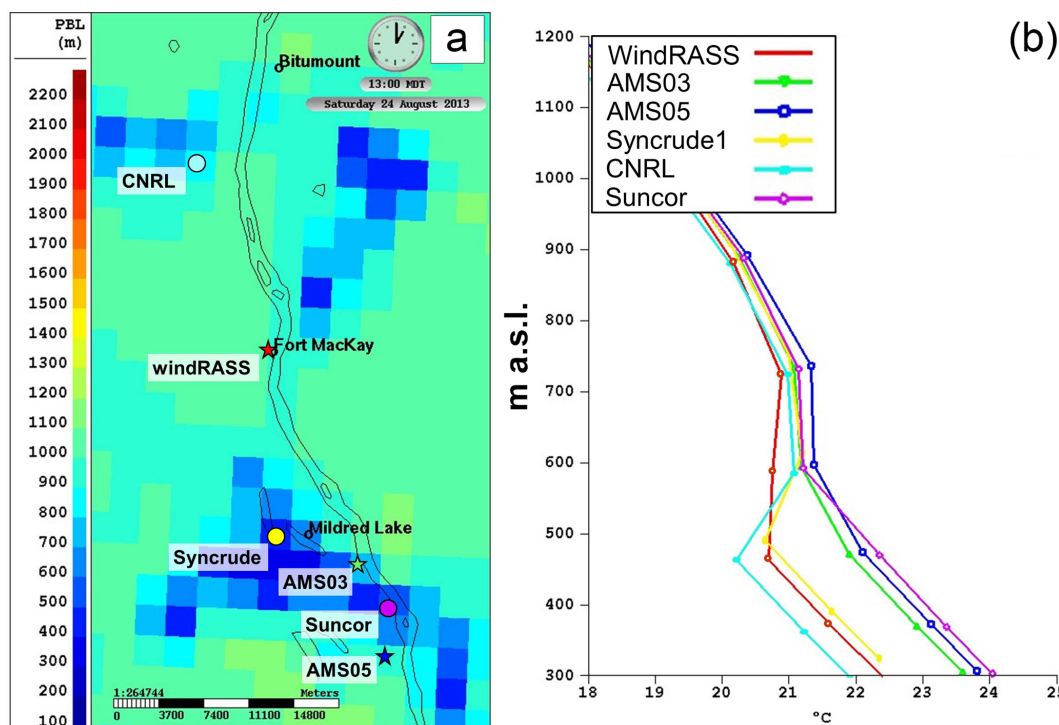 PBL
(m)
2200
2100
2000
1900
1800
1700
1600
1500
1400
1300
1200
1100
1000
900
800
700
600
500
400
300
200
100
a
Bitumount
13:00 MDT
Saturday 24 August 2013
CNRL
Fort MacKay
windRASS
Mildred Lake
Syncrude
AMS03
Suncor
AMS05
1:264744
Meters
0 3700 7400 11100 14800
(b)
WindRASS
AMS03
AMS05
Syncrude1
CNRL
Suncor
m a.s.l.
1200
1100
1000
900
800
700
600
500
400
300
18 19 20 21 22 23 24 25
°C